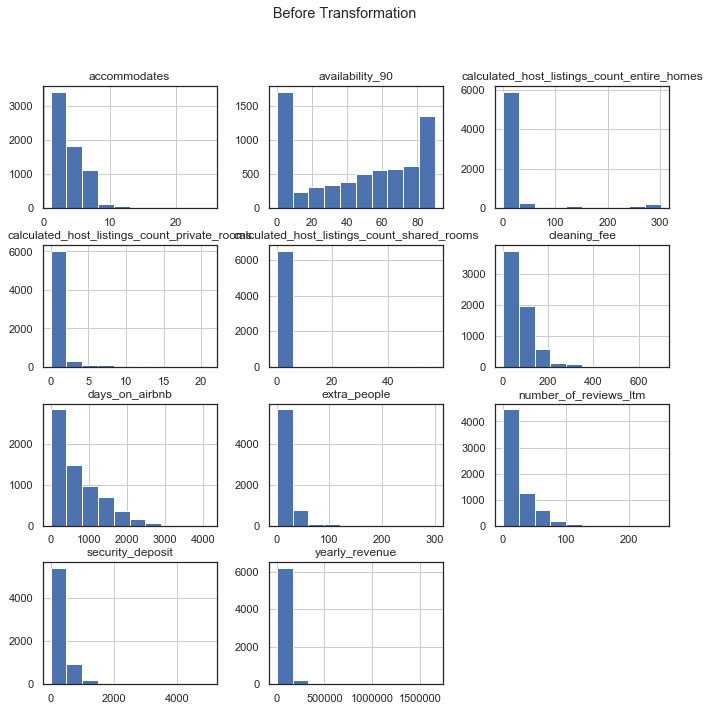 Before Transformation
accommodates
availability_90
calculated_host_listings_count_entire_homes
3000
2000
1000
0
0 10 20
1500
1000
500
0
0 20 40 60 80
6000
4000
2000
0
0 100 200 300
calculated_host_listings_count_private_rooms
calculated_host_listings_count_shared_rooms
cleaning_fee
6000
4000
2000
0
0 5 10 15 20
6000
4000
2000
0
0 20 40
3000
2000
1000
0
0 200 400 600
days_on_airbnb
extra_people
number_of_reviews_ltm
2000
1000
0
0 1000 2000 3000 4000
4000
2000
0
0 100 200 300
4000
3000
2000
1000
0
0 100 200
security_deposit
yearly_revenue
4000
2000
0
0 2000 4000
6000
4000
2000
0
0 500000 1000000 1500000